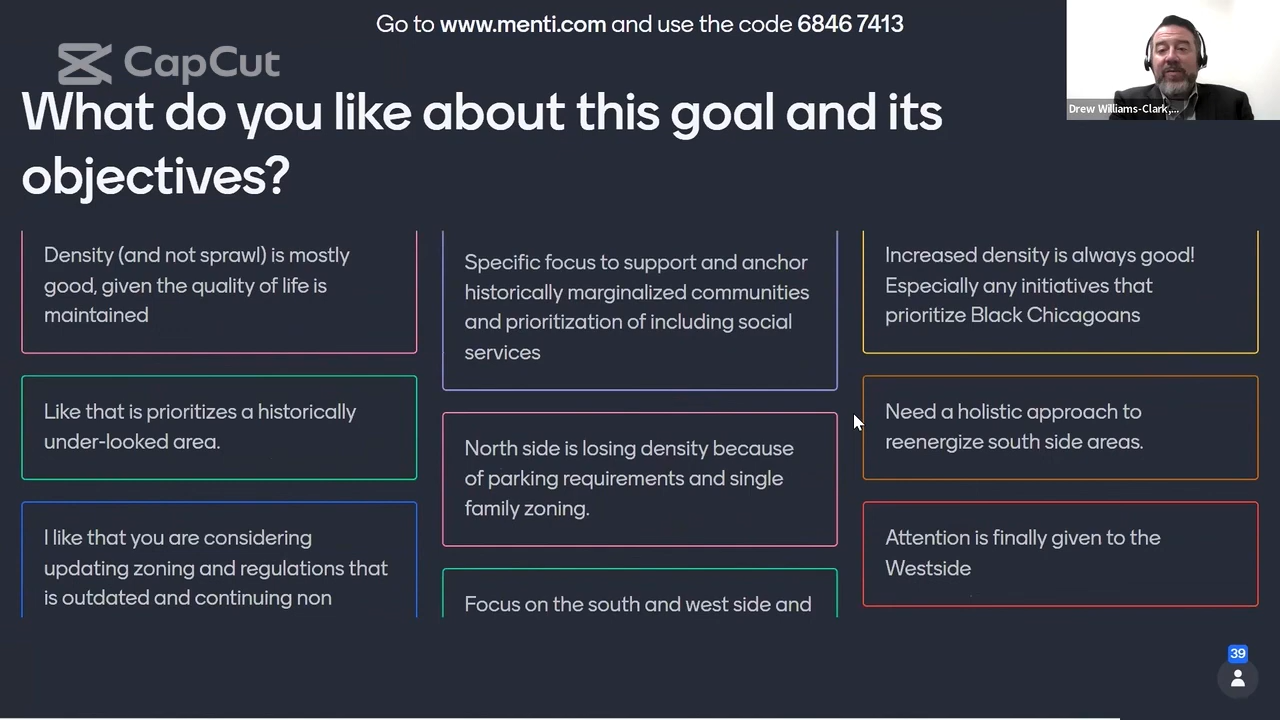 Go to www.menti.com and use the code 6846 7413
CapCut
Drew Williams-Clark,...
What do you like about this goal and its
objectives?
Density (and not sprawl) is mostly
good, given the quality of life is
maintained
Like that is prioritizes a historically
under-looked area.
I like that you are considering
updating zoning and regulations that
is outdated and continuing non
Specific focus to support and anchor
historically marginalized communities
and prioritization of including social
services
North side is losing density because
of parking requirements and single
family zoning.
Focus on the south and west side and
Increased density is always good!
Especially any initiatives that
prioritize Black Chicagoans
Need a holistic approach to
reenergize south side areas.
Attention is finally given to the
Westside
39